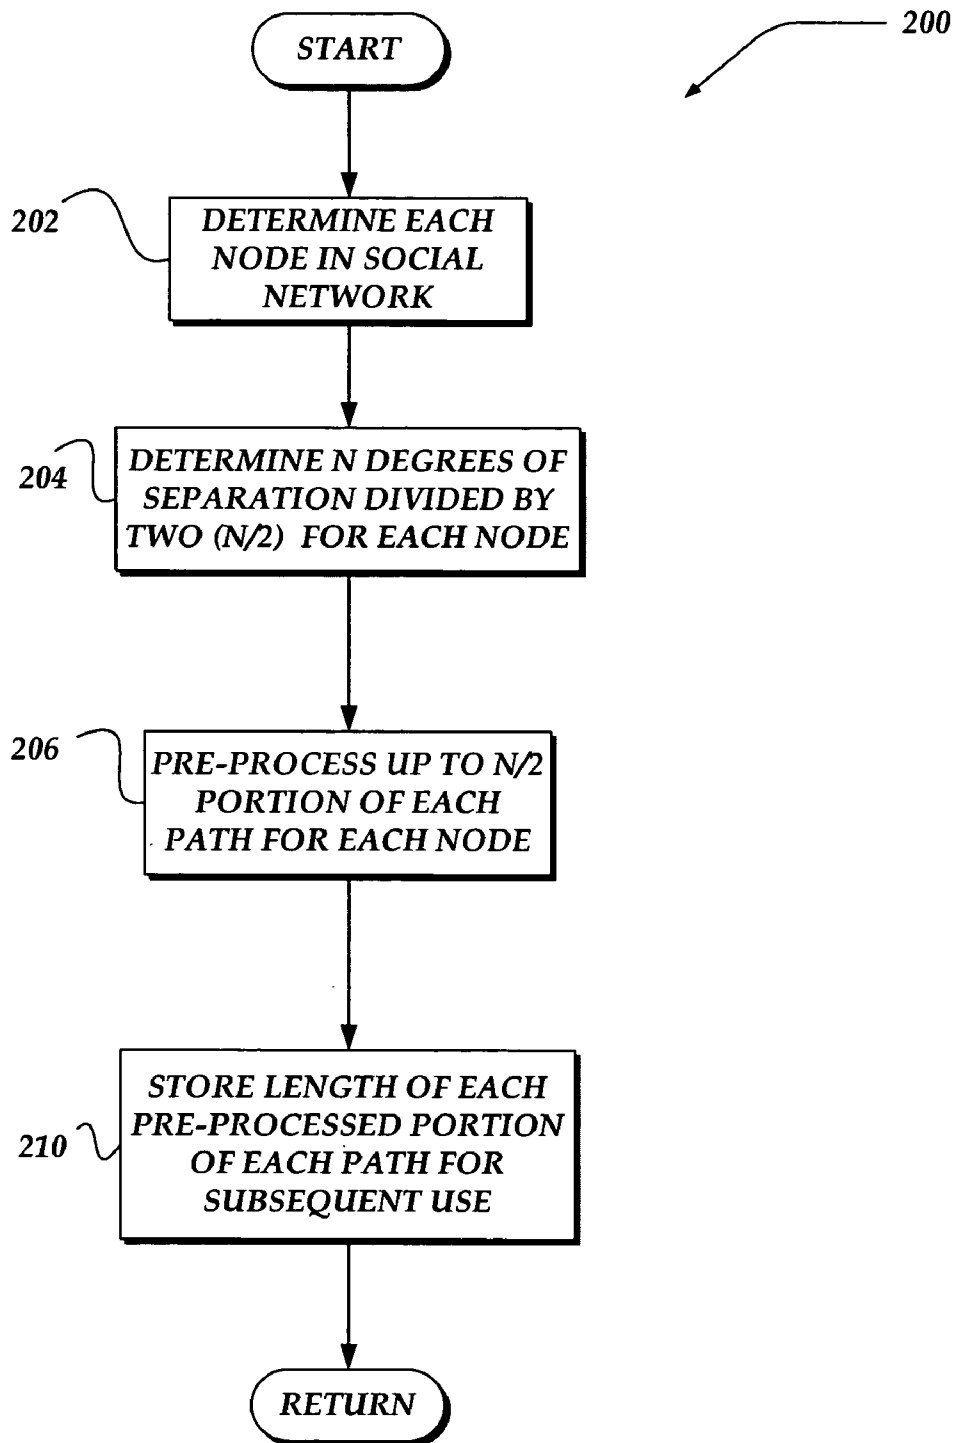 START
200
202
DETERMINE EACH
NODE IN SOCIAL
NETWORK
204
DETERMINE N DEGREES OF
SEPARATION DIVIDED BY
TWO (N/2) FOR EACH NODE
206
PRE-PROCESS UP TO N/2
PORTION OF EACH
PATH FOR EACH NODE
210
STORE LENGTH OF EACH
PRE-PROCESSED PORTION
OF EACH PATH FOR
SUBSEQUENT USE
RETURN